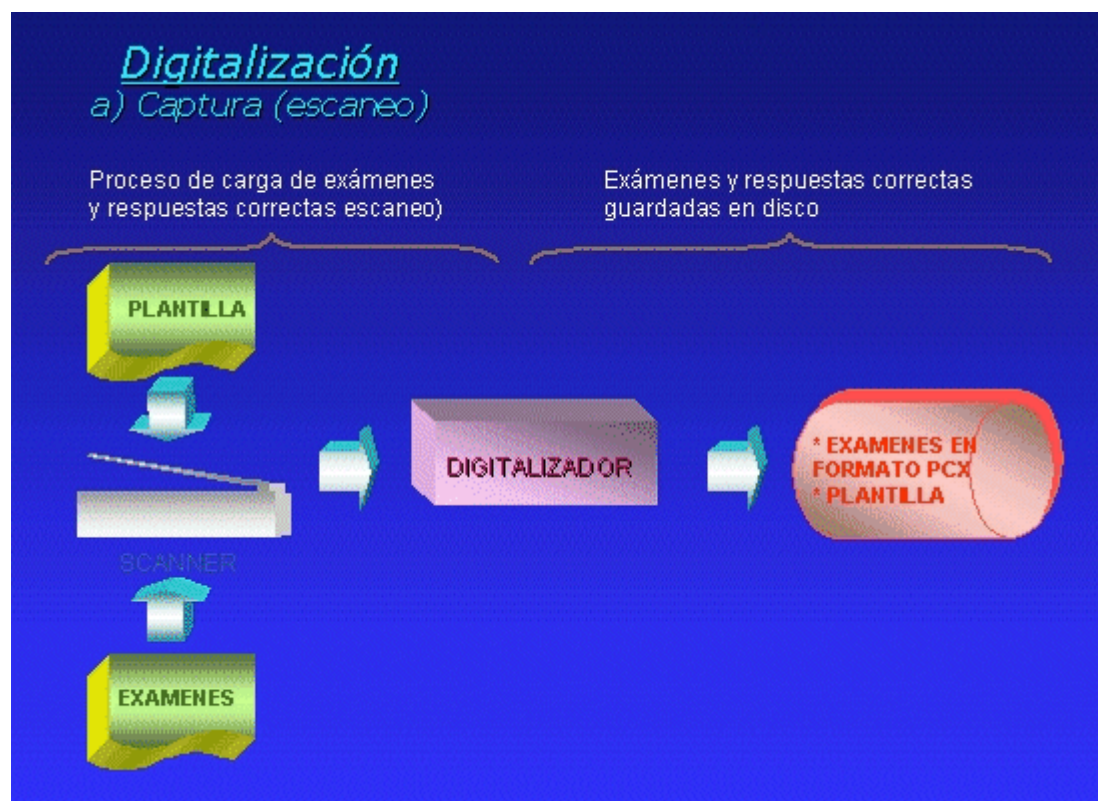 Digitalización
a) Captura (escaneo)
Proceso de carga de exámenes
y respuestas correctas escaneo)
Exámenes y respuestas correctas
guardadas en disco
PLANTILLA
SCANNER
EXAMENES
DIGITALIZADOR
* EXAMENES EN
FORMATO PCX
* PLANTILLA